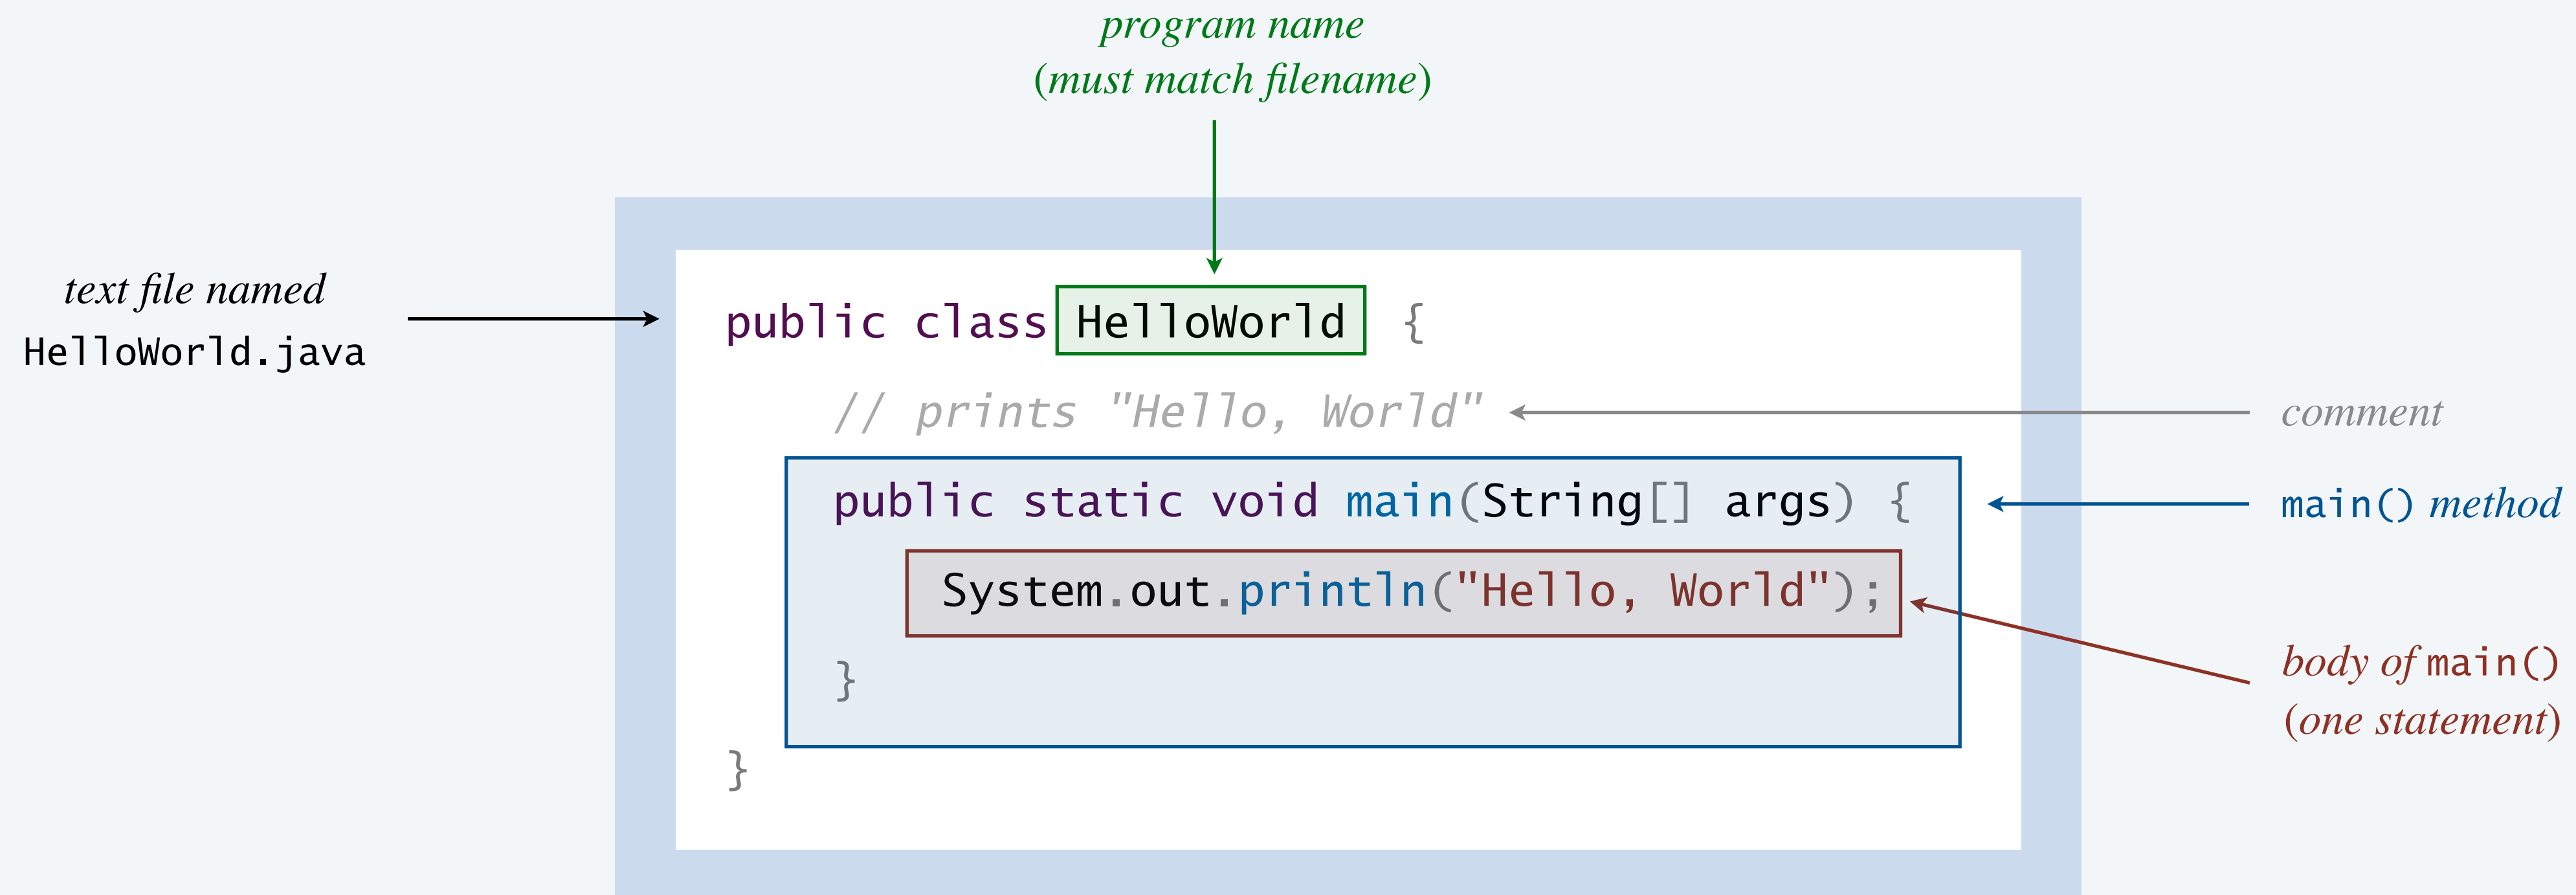 program name
(must match filename)
text file named
HelloWorld.java
public class HelloWorld {
// prints "Hello, World"
comment
public static void main(String[] args) {
main() method
System.out.println("Hello, World");
body of main()
(one statement)
}
}